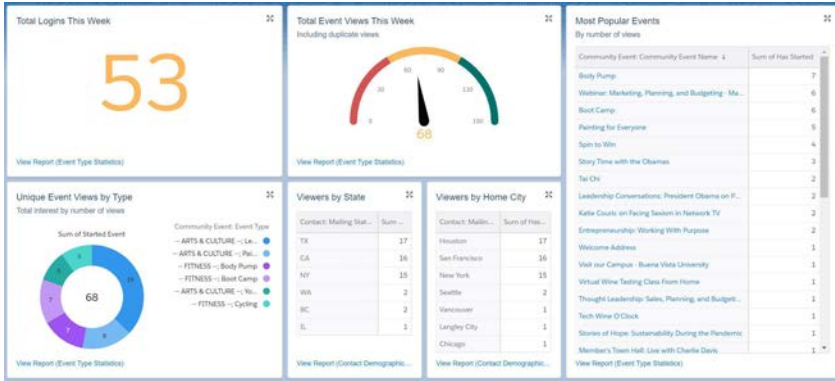 Total Logins This Week
53
View Report (Event Type Statistics)
Total Event Views This Week
Including duplicate views
0
30
60
90
120
150
68
View Report (Event Type Statistics)
Most Popular Events
By number of views
Community Event: Community Event Name ↓ Sum of Has Started
Body Pump 7
Webinar: Marketing, Planning, and Budgeting - Ma... 6
Boot Camp 6
Painting for Everyone 5
Spin to Win 4
Story Time with the Obamas 3
Tai Chi 2
Leadership Conversations: President Obama on P... 2
Katie Couric on Facing Sexism in Network TV 2
Entrepreneurship: Working With Purpose 2
Welcome Address 1
Visit our Campus - Buena Vista University 1
Virtual Wine Tasting Class From Home 1
Thought Leadership: Sales, Planning, and Budgeti... 1
Tech Wine O'Clock 1
Stories of Hope: Sustainability During the Pandemic 1
Member's Town Hall: Live with Charlie Davis 1
View Report (Event Type Statistics)
Unique Event Views by Type
Total interest by number of views
Sum of Started Event
68
8
7
7
5
Community Event: Event Type
-- ARTS & CULTURE --; Le...
-- ARTS & CULTURE --; Pai...
-- FITNESS --; Body Pump
-- FITNESS --; Boot Camp
-- ARTS & CULTURE --; Yo...
-- FITNESS --; Cycling
View Report (Event Type Statistics)
Viewers by State
Contact: Mailing Stat... Sum ...
TX 17
CA 16
NY 15
WA 2
BC 2
IL 1
View Report (Contact Demographic...
Viewers by Home City
Contact: Mailin... Sum of Has...
Houston 17
San Francisco 16
New York 15
Seattle 2
Vancouver 1
Langley City 1
Chicago 1
View Report (Contact Demographic...